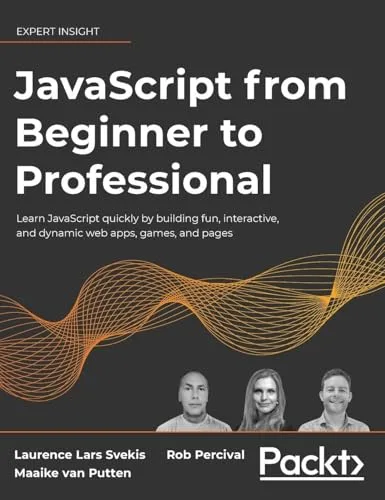 EXPERT INSIGHT
JavaScript from
Beginner to
Professional
Learn JavaScript quickly by building fun, interactive,
and dynamic web apps, games, and pages
Laurence Lars Svekis Rob Percival
Maaike van Putten
Packt>